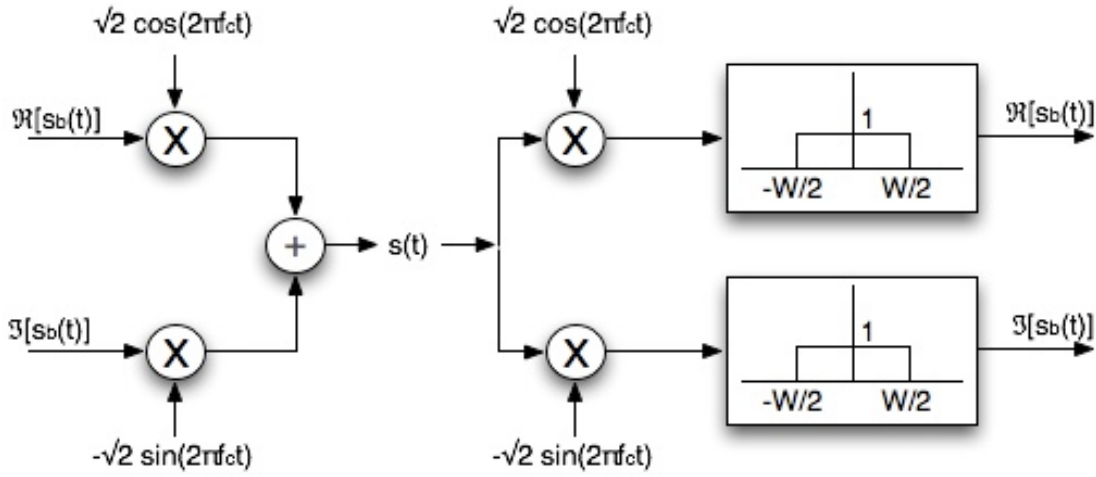 √2 cos(2πfct)
√2 cos(2πfct)
ℜ[sb(t)]
X
X
1
-W/2
W/2
ℜ[sb(t)]
+
s(t)
ℑ[sb(t)]
X
X
1
-W/2
W/2
ℑ[sb(t)]
-√2 sin(2πfct)
-√2 sin(2πfct)